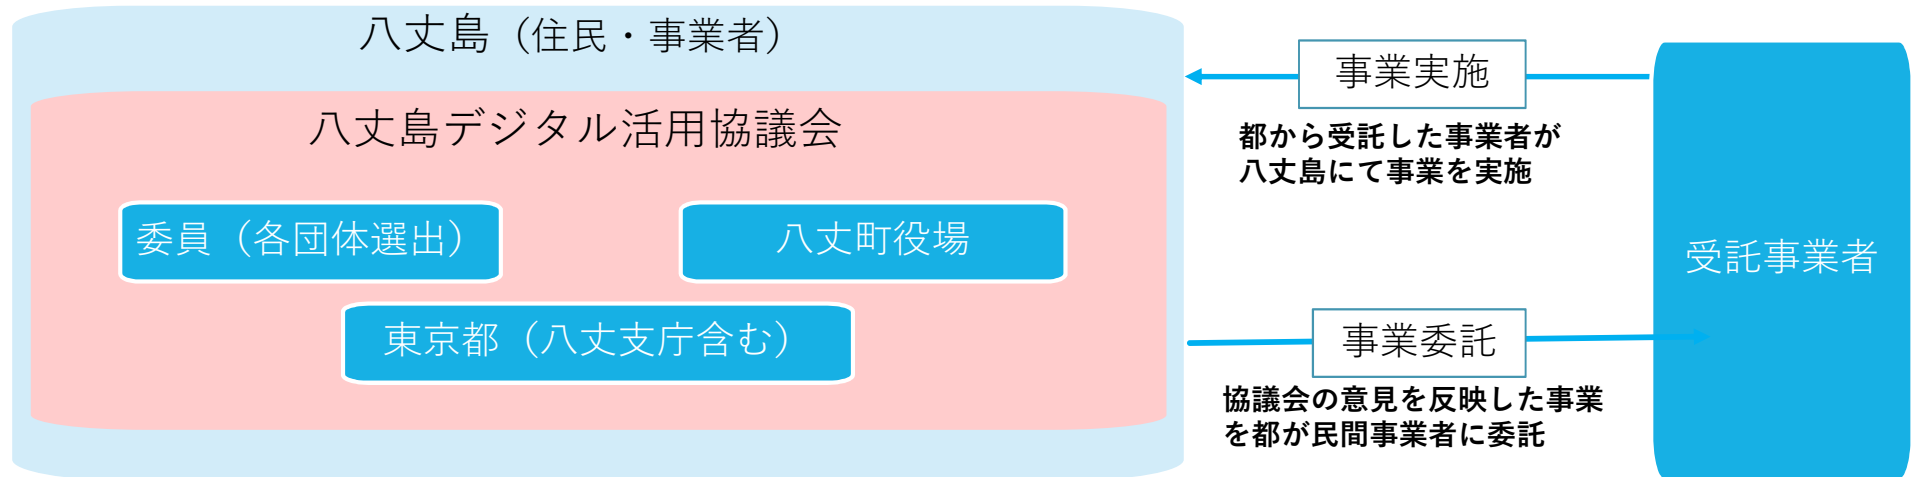 八丈島（住民・事業者）
八丈島デジタル活用協議会
委員（各団体選出）
八丈町役場
東京都（八丈支庁含む）
事業実施
都から受託した事業者が
八丈島にて事業を実施
事業委託
協議会の意見を反映した事業
を都が民間事業者に委託
受託事業者